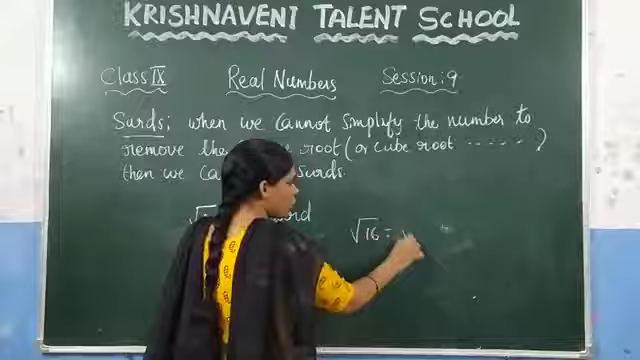 KRISHNAVENI TALENT SCHOOL
Class IX Real Numbers Session: 9
Surds; when we cannot simplify the number to
remove the root (or cube root ......)
then we surds.
√16 =